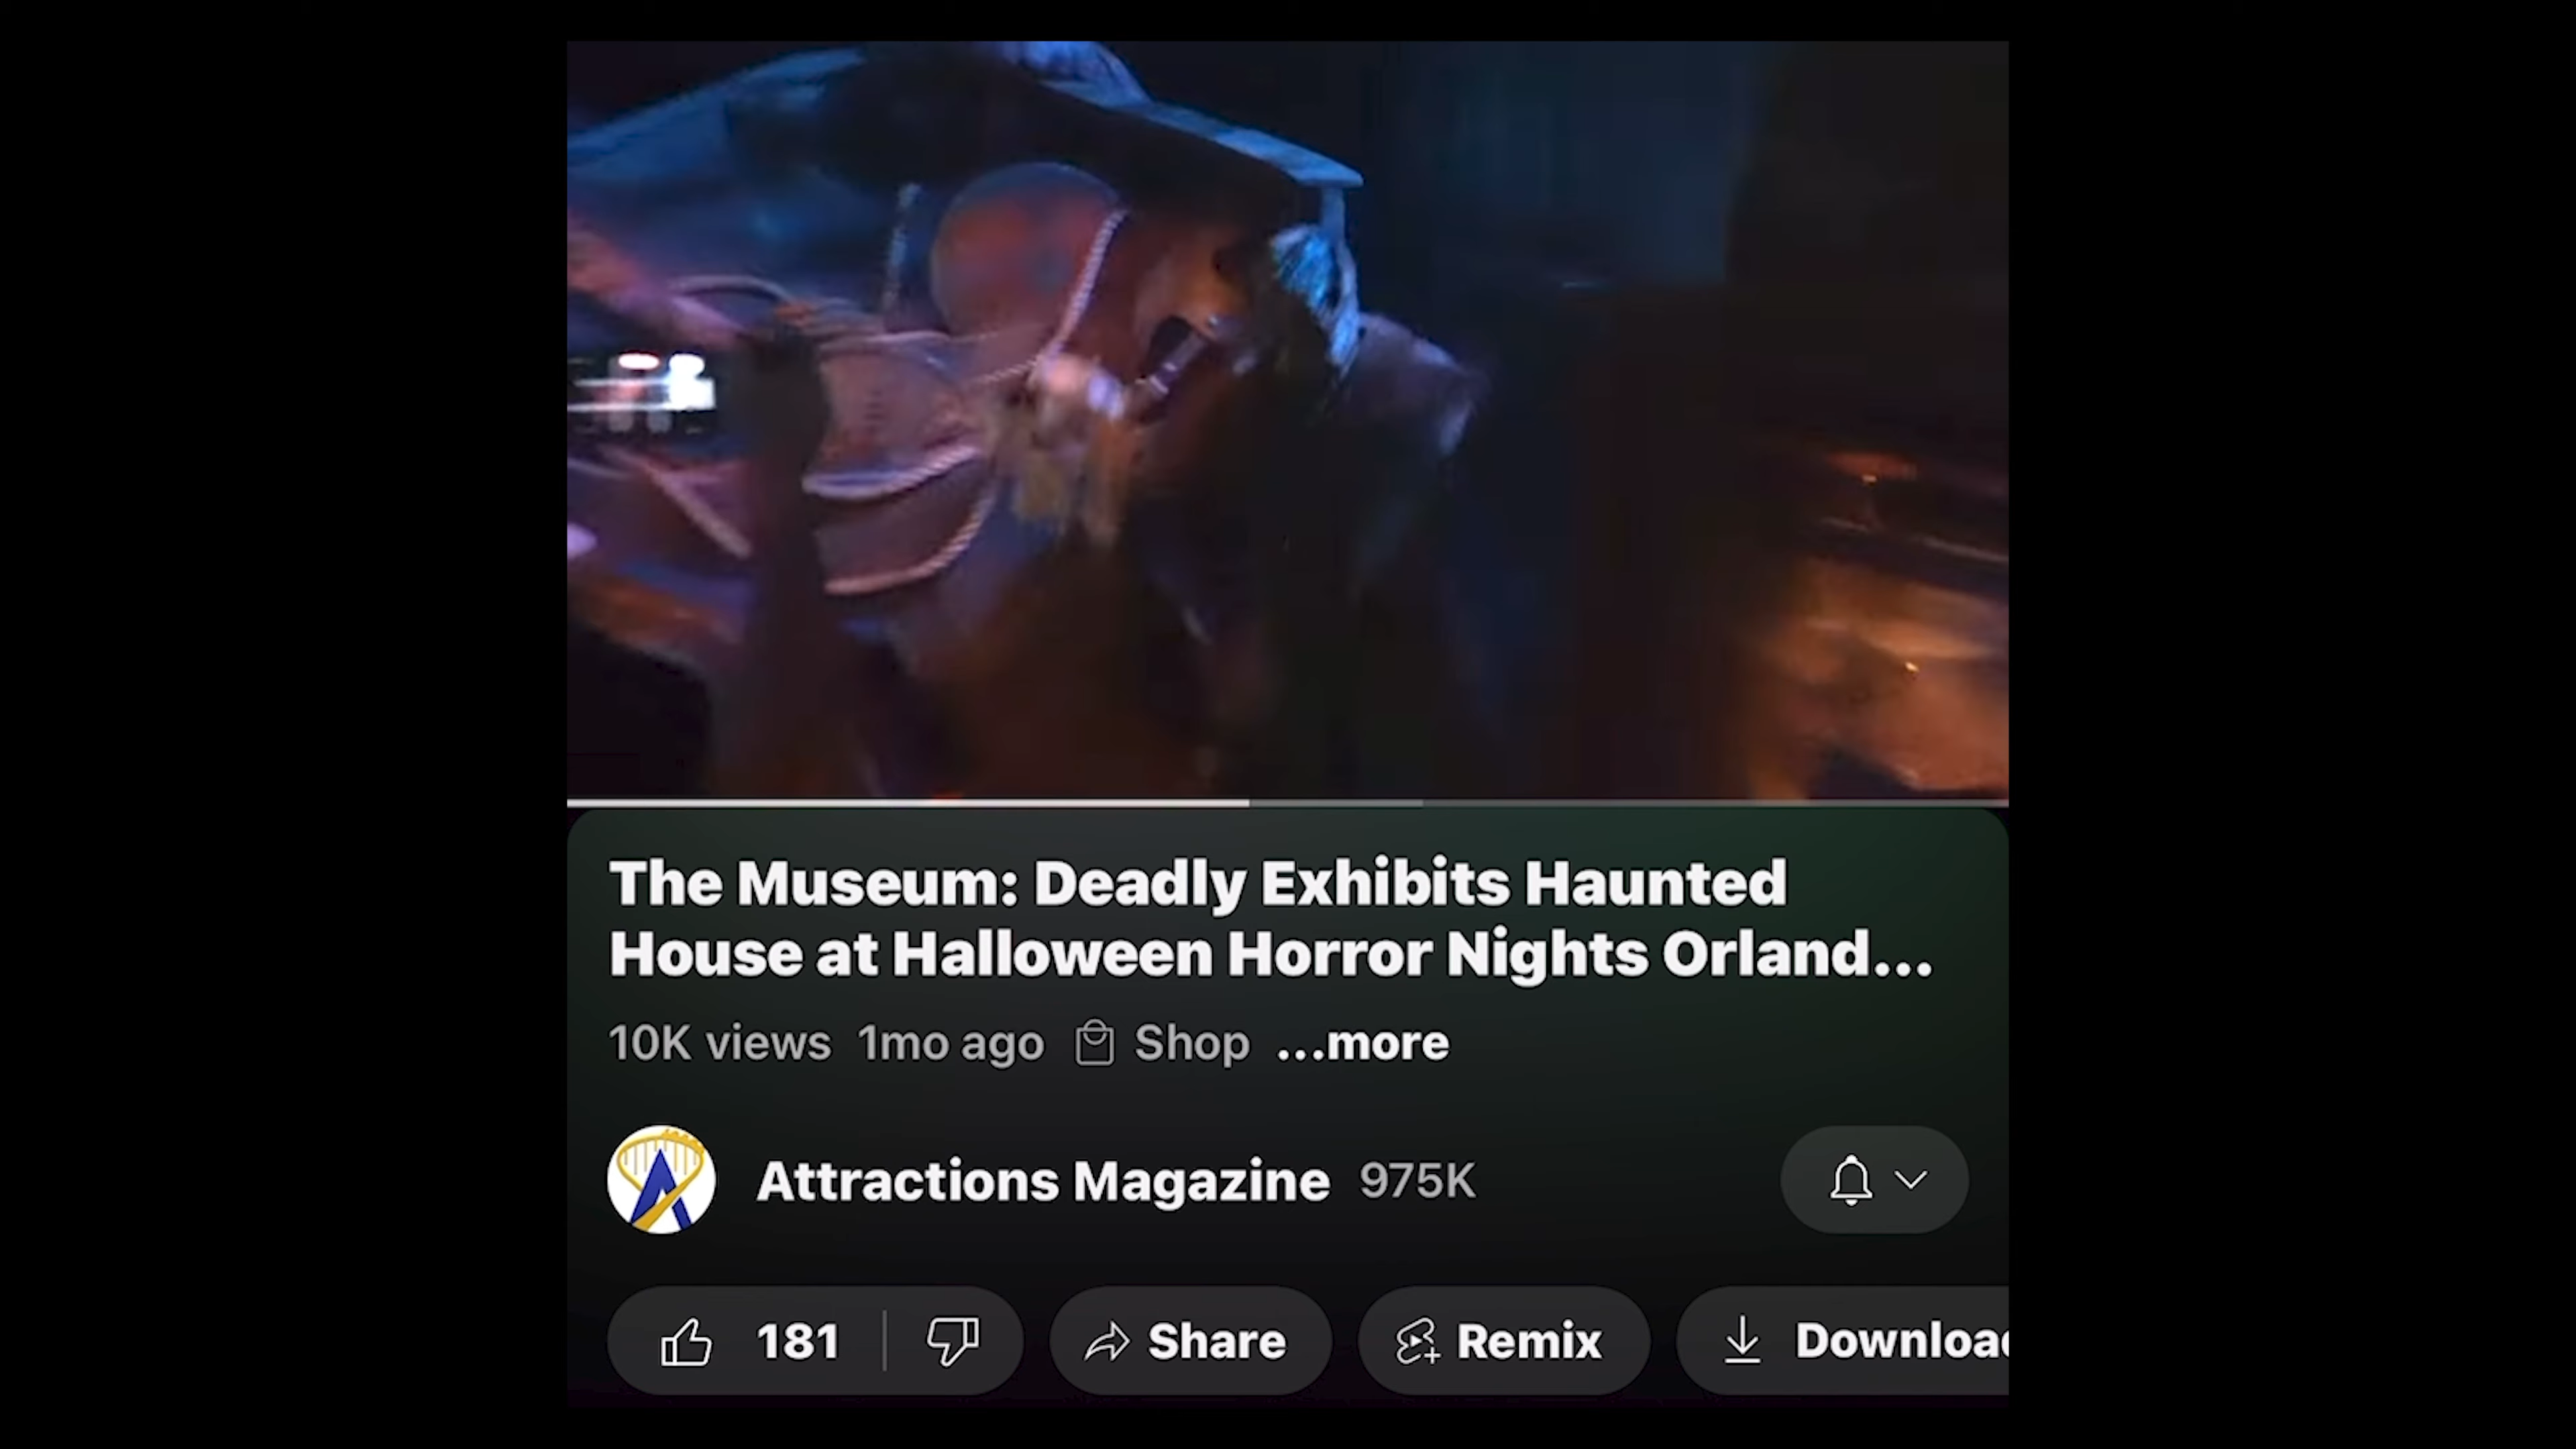 The Museum: Deadly Exhibits Haunted
House at Halloween Horror Nights Orland...
10K views 1mo ago Shop ...more
Attractions Magazine 975K
181 Share Remix Downloa